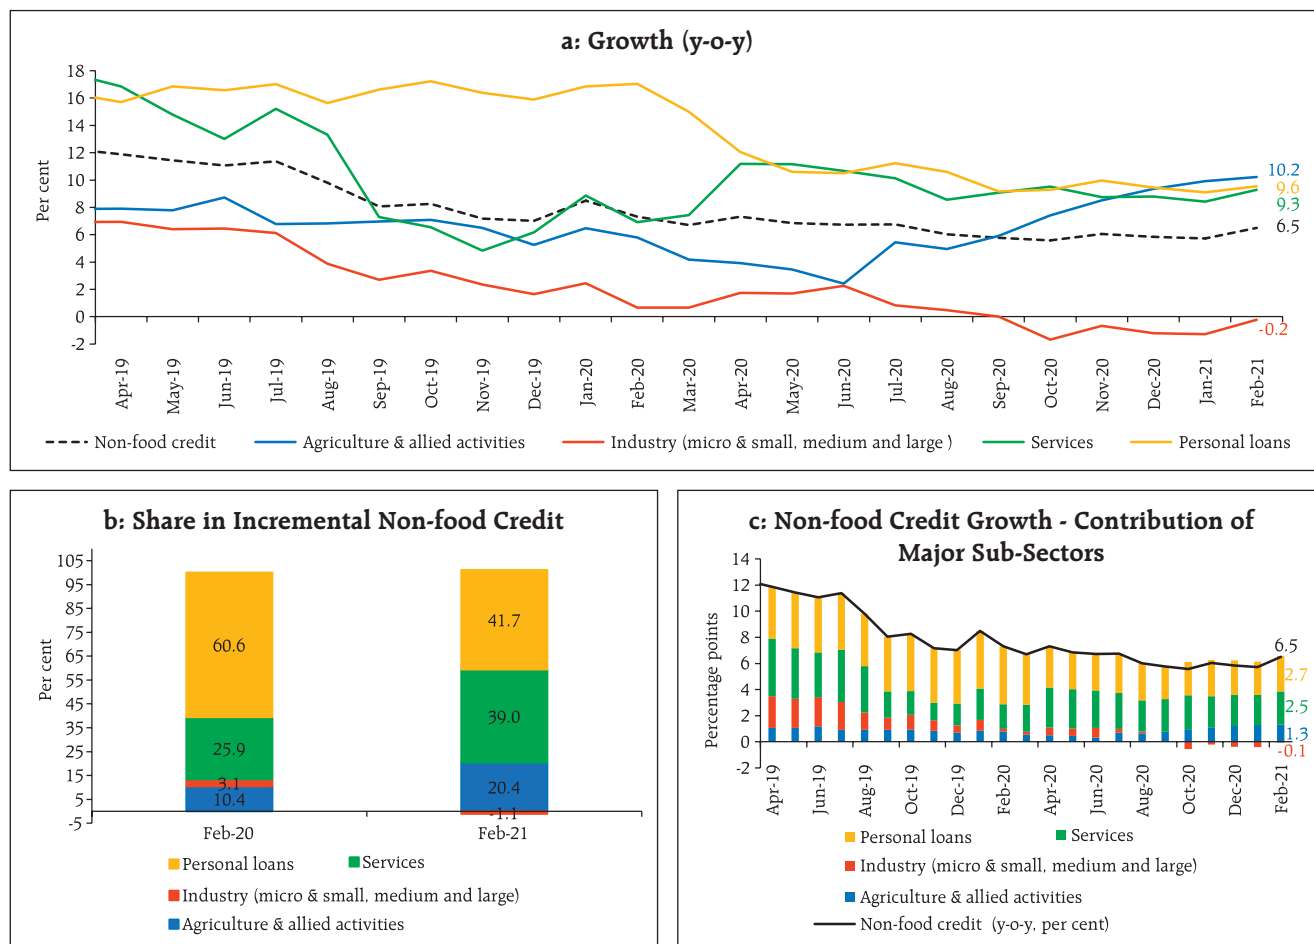 a: Growth (y-o-y)
Per cent
18
16
14
12
10
8
6
4
2
0
-2
10.2
9.6
9.3
6.5
-0.2
Apr-19 May-19 Jun-19 Jul-19 Aug-19 Sep-19 Oct-19 Nov-19 Dec-19 Jan-20 Feb-20 Mar-20 Apr-20 May-20 Jun-20 Jul-20 Aug-20 Sep-20 Oct-20 Nov-20 Dec-20 Jan-21 Feb-21
Non-food credit Agriculture & allied activities Industry (micro & small, medium and large ) Services Personal loans
b: Share in Incremental Non-food Credit
Per cent
105
95
85
75
65
55
45
35
25
15
5
-5
60.6
25.9
3.1
10.4
41.7
39.0
20.4
-1.1
Feb-20 Feb-21
Personal loans Services
Industry (micro & small, medium and large)
Agriculture & allied activities
c: Non-food Credit Growth - Contribution of
Major Sub-Sectors
Percentage points
14
12
10
8
6
4
2
0
-2
6.5
2.7
2.5
1.3
-0.1
Apr-19 Jun-19 Aug-19 Oct-19 Dec-19 Feb-20 Apr-20 Jun-20 Aug-20 Oct-20 Dec-20 Feb-21
Personal loans Services
Industry (micro & small, medium and large)
Agriculture & allied activities
Non-food credit (y-o-y, per cent)